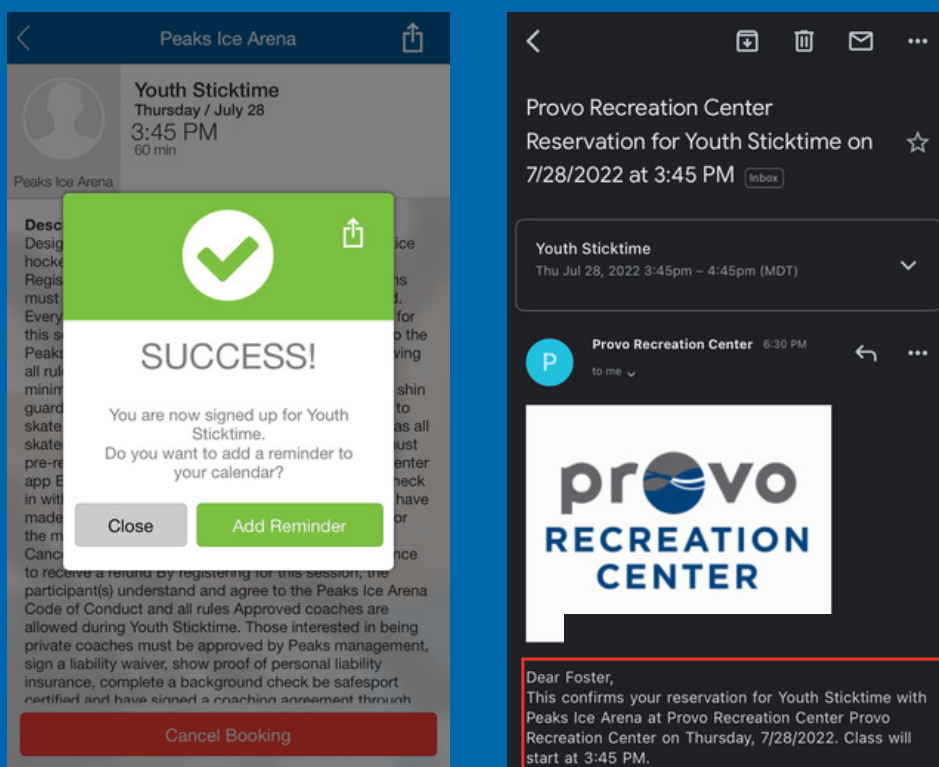 Peaks Ice Arena
Youth Sticktime
Thursday / July 28
3:45 PM
60 min
Peaks Ice Arena
SUCCESS!
You are now signed up for Youth
Sticktime.
Do you want to add a reminder to
your calendar?
Close
Add Reminder
to receive a refund By registering for this session, the
participant(s) understand and agree to the Peaks Ice Arena
Code of Conduct and all rules Approved coaches are
allowed during Youth Sticktime. Those interested in being
private coaches must be approved by Peaks management,
sign a liability waiver, show proof of personal liability
insurance, complete a background check be safesport
certified and have signed a coaching agreement through
Cancel Booking
Provo Recreation Center
Reservation for Youth Sticktime on
7/28/2022 at 3:45 PM Inbox
Youth Sticktime
Thu Jul 28, 2022 3:45pm – 4:45pm (MDT)
P
Provo Recreation Center 6:30 PM
to me
provo
RECREATION
CENTER
Dear Foster,
This confirms your reservation for Youth Sticktime with
Peaks Ice Arena at Provo Recreation Center Provo
Recreation Center on Thursday, 7/28/2022. Class will
start at 3:45 PM.